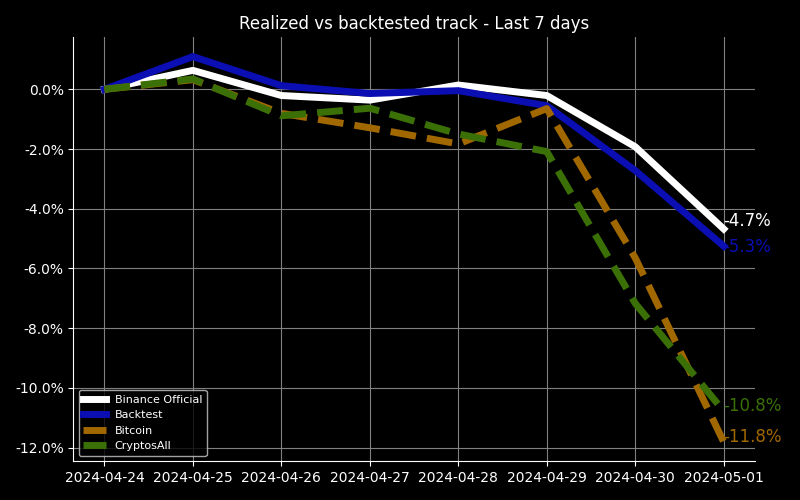 Realized vs backtested track - Last 7 days
0.0%
-2.0%
-4.0%
-6.0%
-8.0%
-10.0%
-12.0%
-4.7%
-5.3%
-10.8%
-11.8%
Binance Official
Backtest
Bitcoin
CryptosAll
2024-04-24 2024-04-25 2024-04-26 2024-04-27 2024-04-28 2024-04-29 2024-04-30 2024-05-01